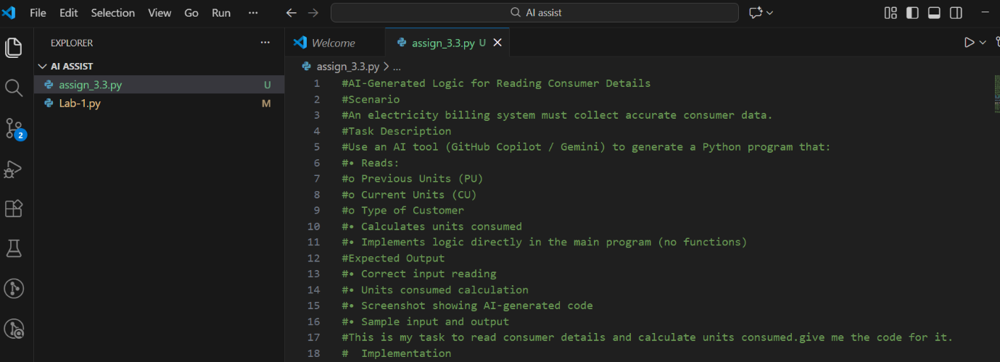 File Edit Selection View Go Run ··· AI assist
EXPLORER ···
AI ASSIST
assign_3.3.py U
Lab-1.py M
2
Welcome assign_3.3.py U
assign_3.3.py > ...
1 #AI-Generated Logic for Reading Consumer Details
2 #Scenario
3 #An electricity billing system must collect accurate consumer data.
4 #Task Description
5 #Use an AI tool (GitHub Copilot / Gemini) to generate a Python program that:
6 #• Reads:
7 #o Previous Units (PU)
8 #o Current Units (CU)
9 #o Type of Customer
10 #• Calculates units consumed
11 #• Implements logic directly in the main program (no functions)
12 #Expected Output
13 #• Correct input reading
14 #• Units consumed calculation
15 #• Screenshot showing AI-generated code
16 #• Sample input and output
17 #This is my task to read consumer details and calculate units consumed.give me the code for it.
18 #  Implementation